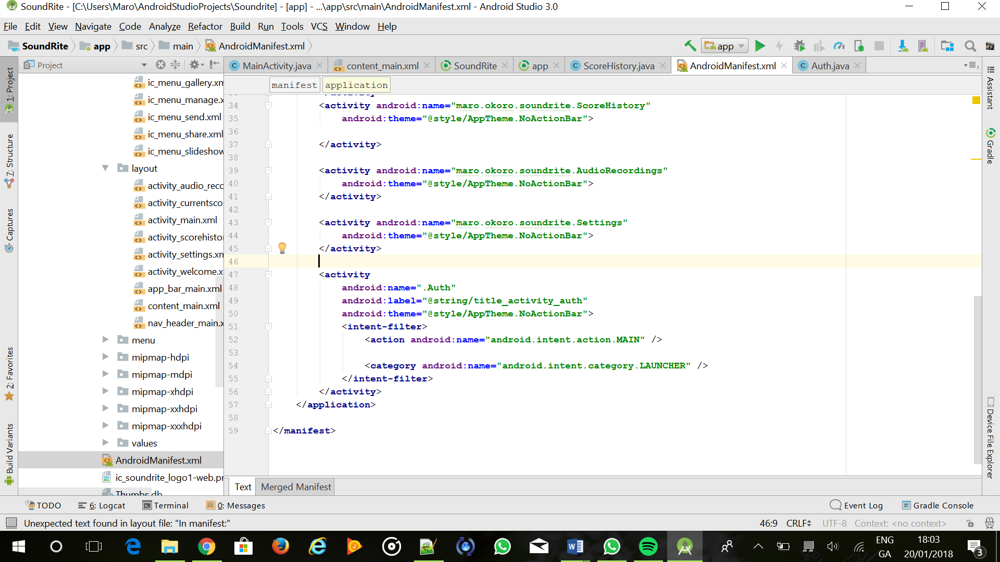 SoundRite - [C:\Users\Maro\AndroidStudioProjects\Soundrite] - [app] - ...\app\src\main\AndroidManifest.xml - Android Studio 3.0
File Edit View Navigate Code Analyze Refactor Build Run Tools VCS Window Help
SoundRite app src main AndroidManifest.xml
app
Project
MainActivity.java content_main.xml SoundRite app ScoreHistory.java AndroidManifest.xml Auth.java
3
manifest application
1: Project
7: Structure
Captures
2: Favorites
Build Variants
ic_menu_gallery.xm
ic_menu_manage.x
ic_menu_send.xml
ic_menu_share.xml
ic_menu_slideshow
layout
activity_audio_reco
activity_currentsco
activity_main.xml
activity_scorehisto
activity_settings.xm
activity_welcome.x
app_bar_main.xml
content_main.xml
nav_header_main.x
menu
mipmap-hdpi
mipmap-mdpi
mipmap-xhdpi
mipmap-xxhdpi
mipmap-xxxhdpi
values
AndroidManifest.xml
ic_soundrite_logo1-web.pr
Thumbs.db
34 <activity android:name="maro.okoro.soundrite.ScoreHistory"
35 android:theme="@style/AppTheme.NoActionBar">
36
37 </activity>
38
39 <activity android:name="maro.okoro.soundrite.AudioRecordings"
40 android:theme="@style/AppTheme.NoActionBar">
41 </activity>
42
43 <activity android:name="maro.okoro.soundrite.Settings"
44 android:theme="@style/AppTheme.NoActionBar">
45 </activity>
46
47 <activity
48 android:name=".Auth"
49 android:label="@string/title_activity_auth"
50 android:theme="@style/AppTheme.NoActionBar">
51 <intent-filter>
52 <action android:name="android.intent.action.MAIN" />
53
54 <category android:name="android.intent.category.LAUNCHER" />
55 </intent-filter>
56 </activity>
57 </application>
58
59 </manifest>
Assistant
Gradle
Device File Explorer
Text Merged Manifest
TODO 6: Logcat Terminal 0: Messages Event Log Gradle Console
Unexpected text found in layout file: "In manifest:" 46:9 CRLF UTF-8 Context: <no context>
ENG 18:03
GA 20/01/2018 3